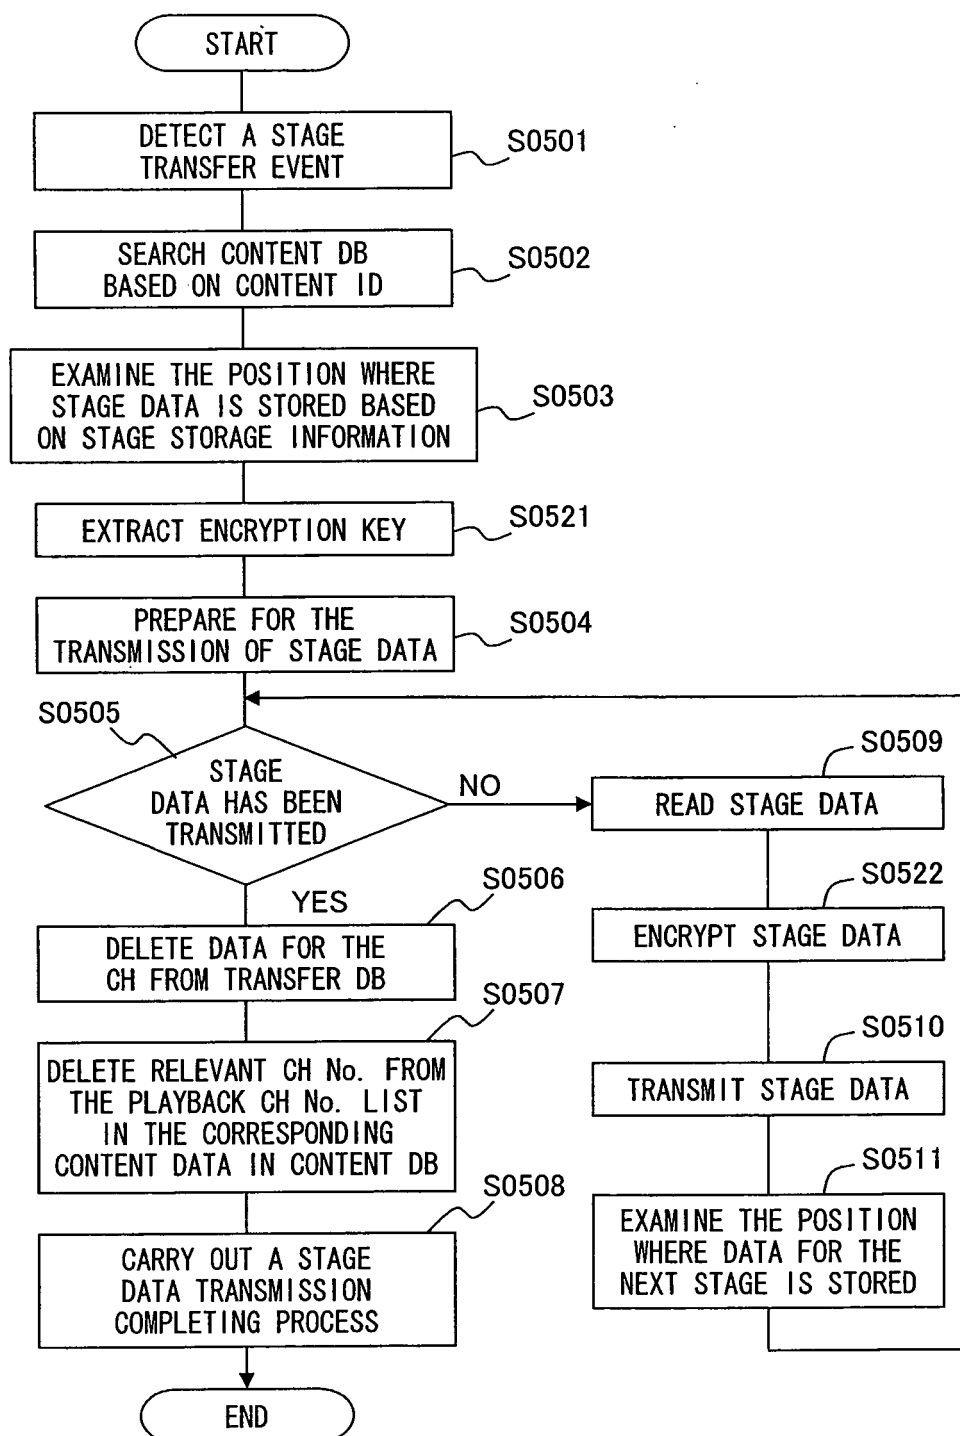 START
DETECT A STAGE
TRANSFER EVENT
S0501
SEARCH CONTENT DB
BASED ON CONTENT ID
S0502
EXAMINE THE POSITION WHERE
STAGE DATA IS STORED BASED
ON STAGE STORAGE INFORMATION
S0503
EXTRACT ENCRYPTION KEY
S0521
PREPARE FOR THE
TRANSMISSION OF STAGE DATA
S0504
S0505
STAGE
DATA HAS BEEN
TRANSMITTED
NO
YES
S0506
DELETE DATA FOR THE
CH FROM TRANSFER DB
S0507
DELETE RELEVANT CH No. FROM
THE PLAYBACK CH No. LIST
IN THE CORRESPONDING
CONTENT DATA IN CONTENT DB
S0508
CARRY OUT A STAGE
DATA TRANSMISSION
COMPLETING PROCESS
END
S0509
READ STAGE DATA
S0522
ENCRYPT STAGE DATA
S0510
TRANSMIT STAGE DATA
S0511
EXAMINE THE POSITION
WHERE DATA FOR THE
NEXT STAGE IS STORED